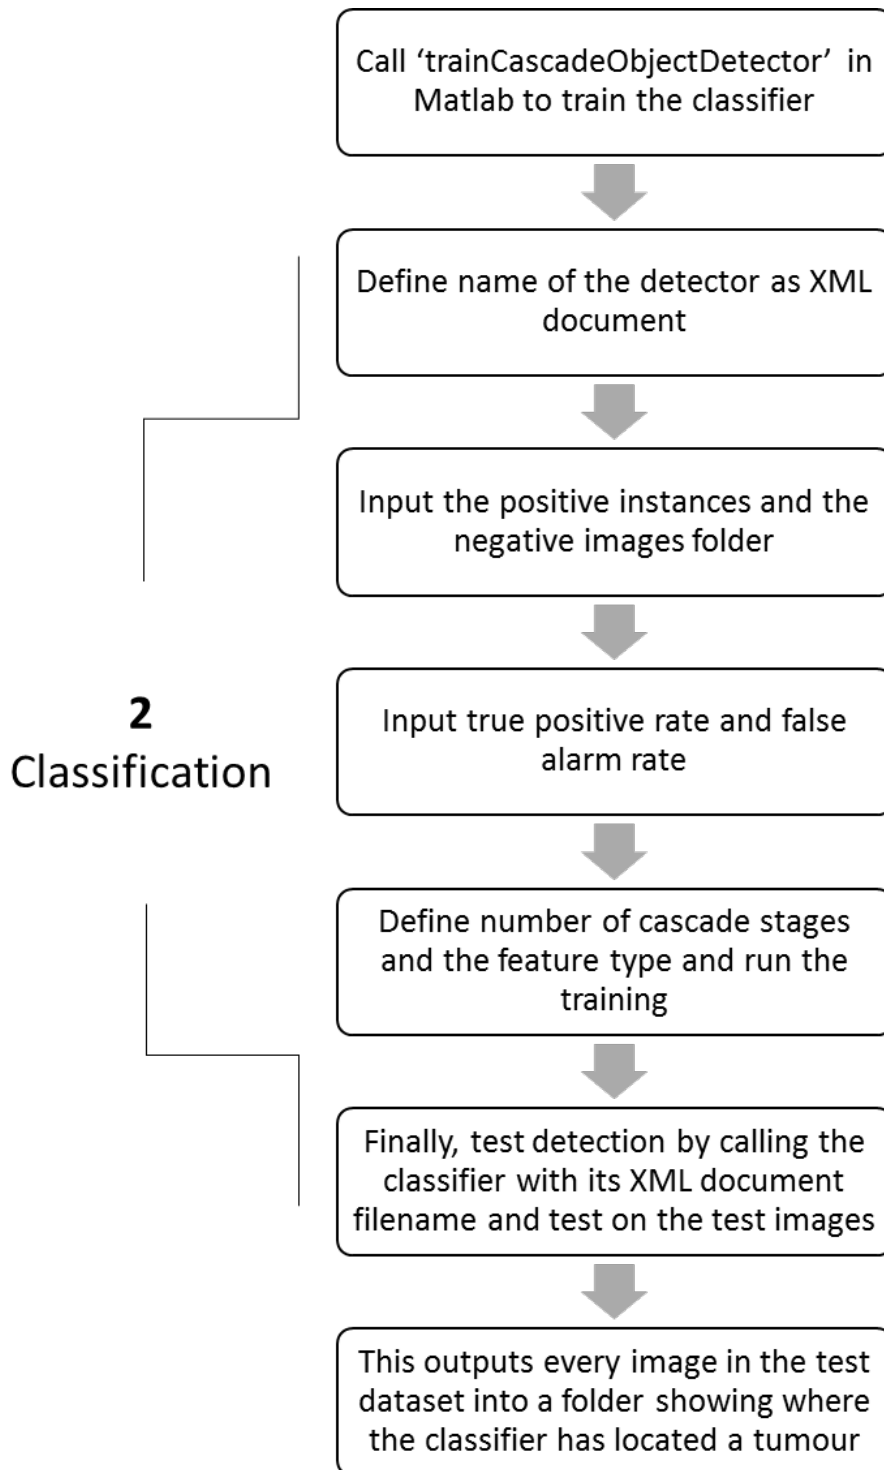 Call ‘trainCascadeObjectDetector’ in
Matlab to train the classifier
Define name of the detector as XML
document
Input the positive instances and the
negative images folder
2
Classification
Input true positive rate and false
alarm rate
Define number of cascade stages
and the feature type and run the
training
Finally, test detection by calling the
classifier with its XML document
filename and test on the test images
This outputs every image in the test
dataset into a folder showing where
the classifier has located a tumour